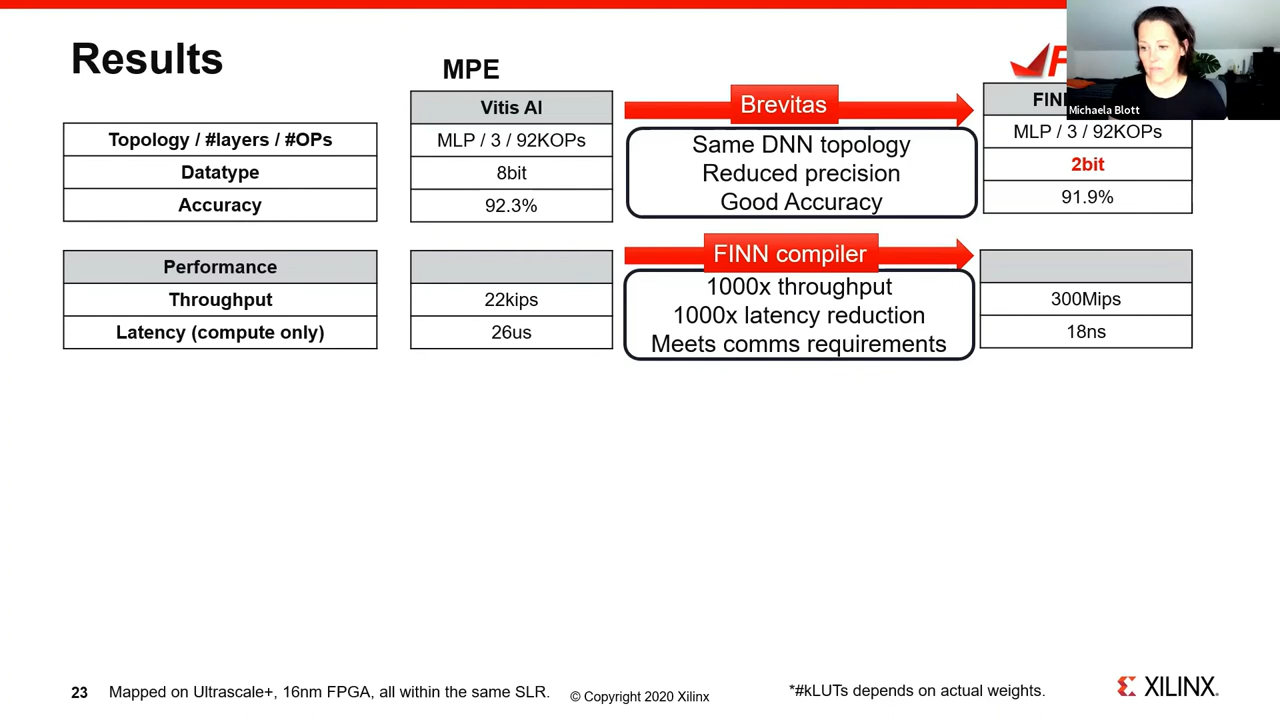 Results
MPE
F
Michaela Blott
Vitis AI
Brevitas
FIN
Topology / #layers / #OPs
MLP / 3 / 92KOPs
Same DNN topology
MLP / 3 / 92KOPs
Datatype
8bit
Reduced precision
2bit
Accuracy
92.3%
Good Accuracy
91.9%
Performance
FINN compiler
Throughput
22kips
1000x throughput
300Mips
Latency (compute only)
26us
1000x latency reduction
18ns
Meets comms requirements
23
Mapped on Ultrascale+, 16nm FPGA, all within the same SLR.
© Copyright 2020 Xilinx
*#kLUTs depends on actual weights.
XILINX.